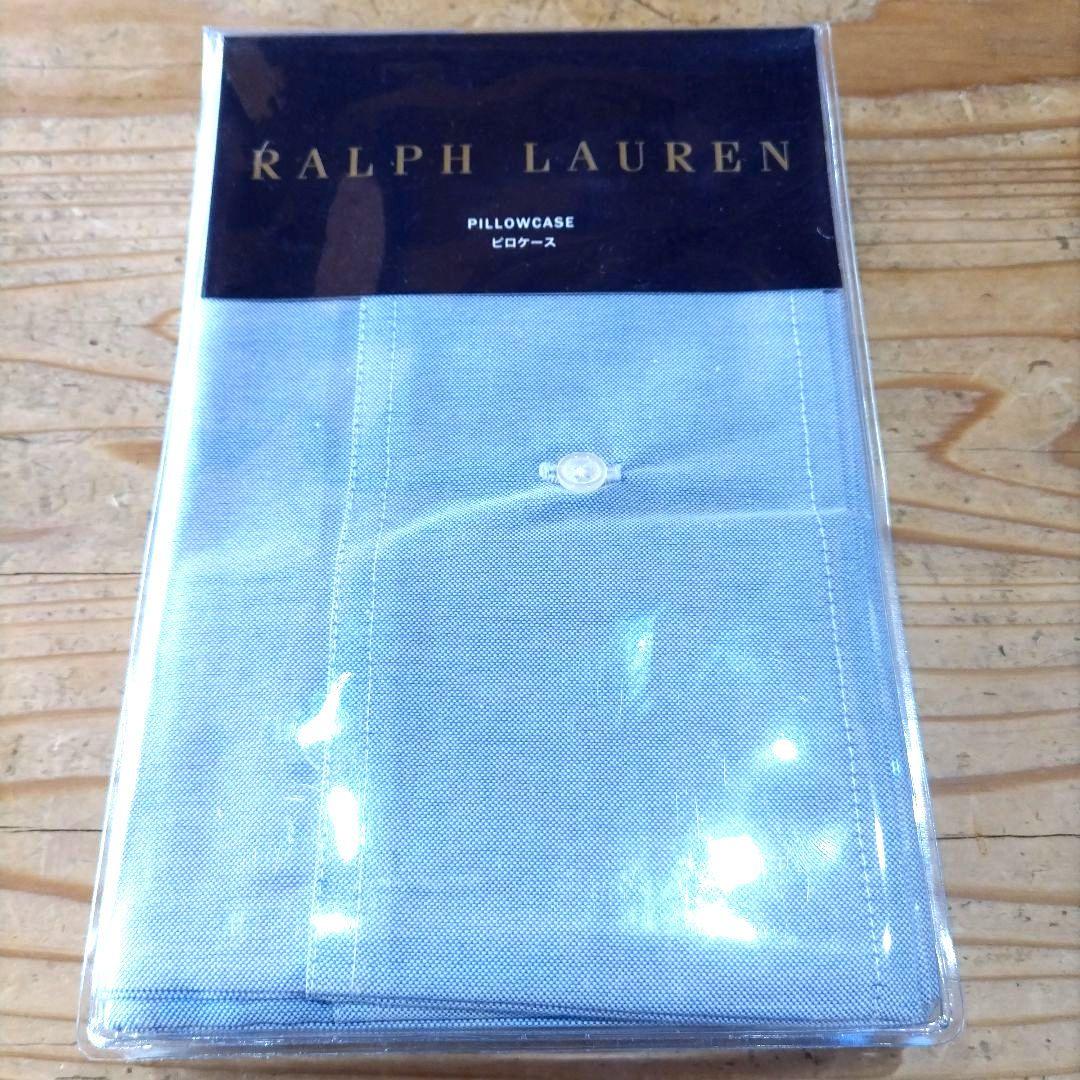 RALPH LAUREN
PILLOWCASE
ピロケース